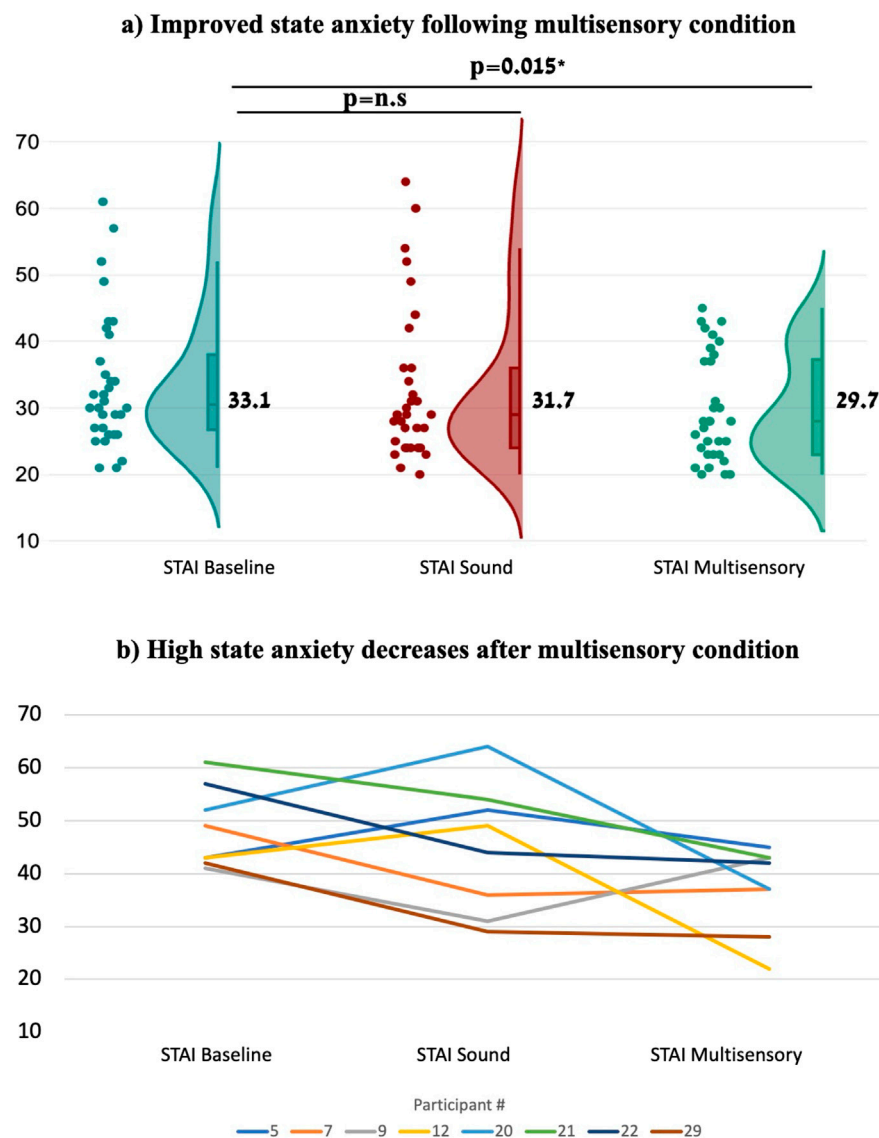 a) Improved state anxiety following multisensory condition
p=0.015*
p=n.s
70
60
50
40
30
20
10
33.1
31.7
29.7
STAI Baseline STAI Sound STAI Multisensory
b) High state anxiety decreases after multisensory condition
70
60
50
40
30
20
10
STAI Baseline STAI Sound STAI Multisensory
Participant #
5 7 9 12 20 21 22 29